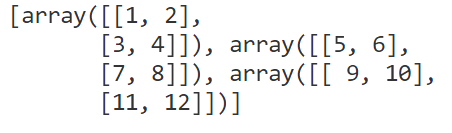 [array([[1, 2],
       [3, 4]]), array([[5, 6],
       [7, 8]]), array([[ 9, 10],
       [11, 12]])]